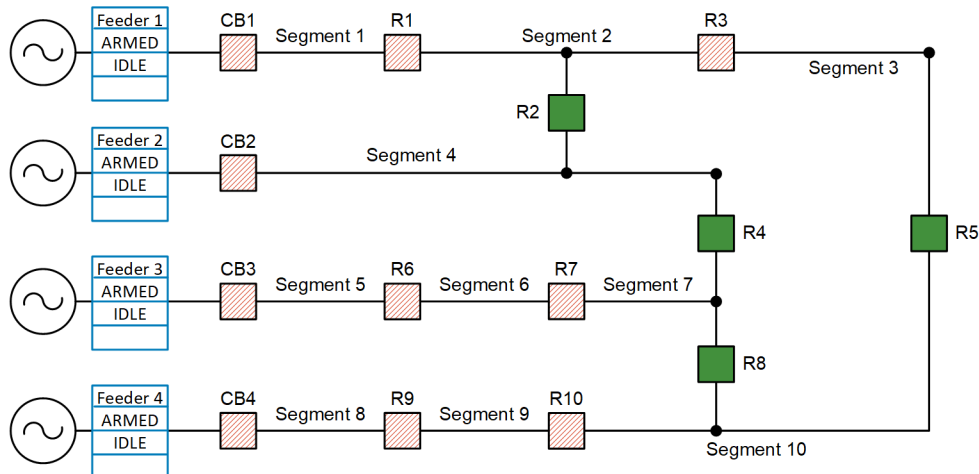 Feeder 1
ARMED
IDLE
CB1
Segment 1
R1
Segment 2
R3
Segment 3
R2
Feeder 2
ARMED
IDLE
CB2
Segment 4
R4
R5
Feeder 3
ARMED
IDLE
CB3
Segment 5
R6
Segment 6
R7
Segment 7
R8
Feeder 4
ARMED
IDLE
CB4
Segment 8
R9
Segment 9
R10
Segment 10